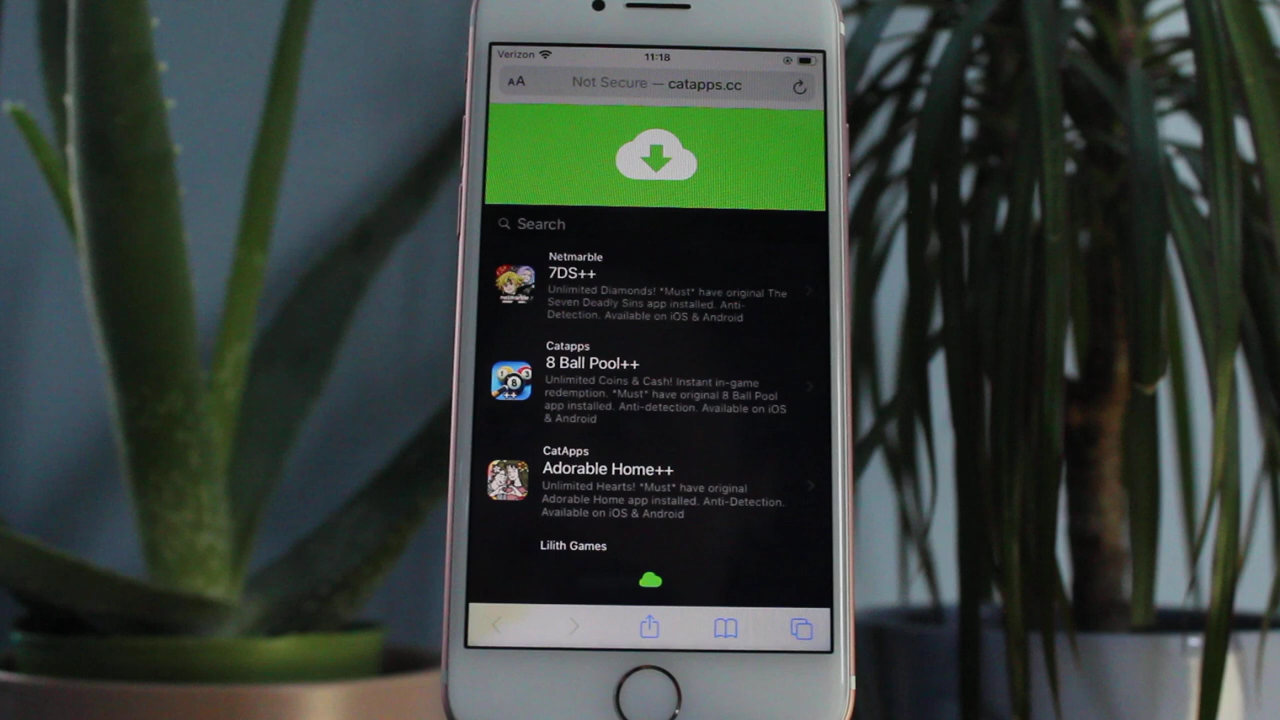 Verizon 11:18
AA Not Secure — catapps.cc
Search
Netmarble
7DS++
Unlimited Diamonds! *Must* have original The
Seven Deadly Sins app installed. Anti-
Detection. Available on iOS & Android
Catapps
8 Ball Pool++
Unlimited Coins & Cash! Instant in-game
redemption. *Must* have original 8 Ball Pool
app installed. Anti-detection. Available on iOS
& Android
CatApps
Adorable Home++
Unlimited Hearts! *Must* have original
Adorable Home app installed. Anti-Detection.
Available on iOS & Android
Lilith Games